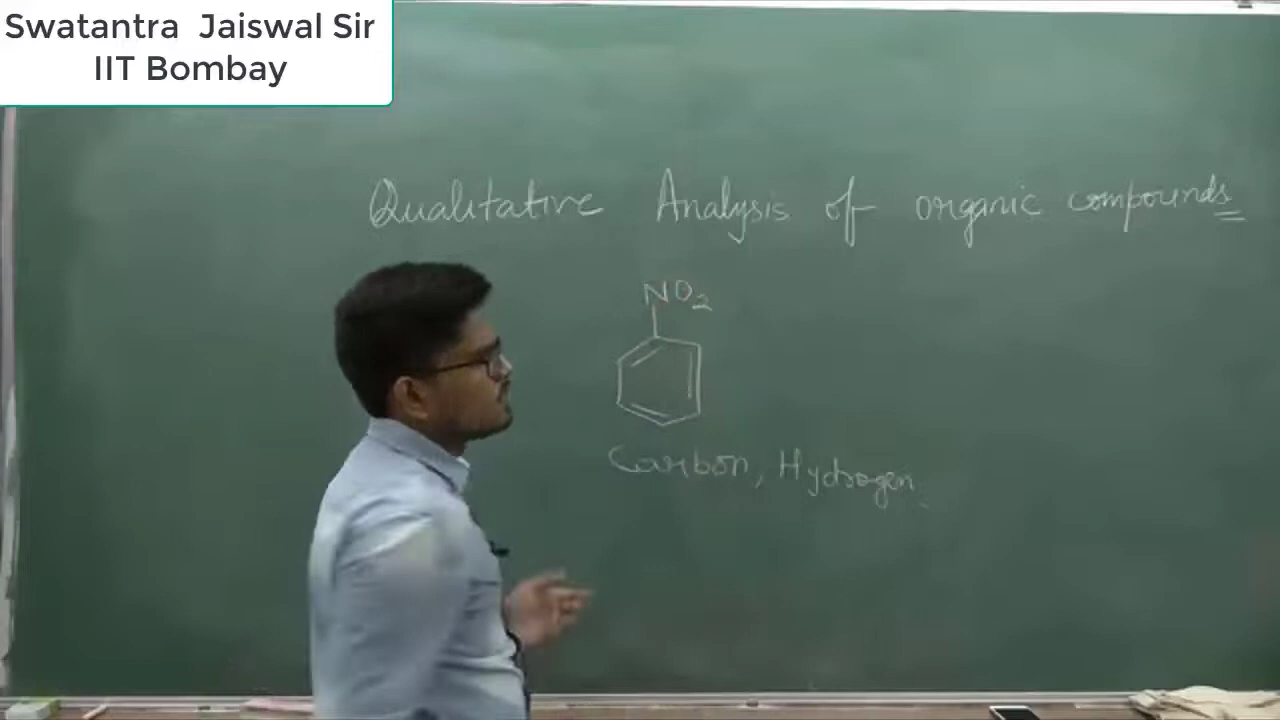 Swatantra Jaiswal Sir
IIT Bombay
Qualitative Analysis of organic compounds
NO2
Carbon, Hydrogen